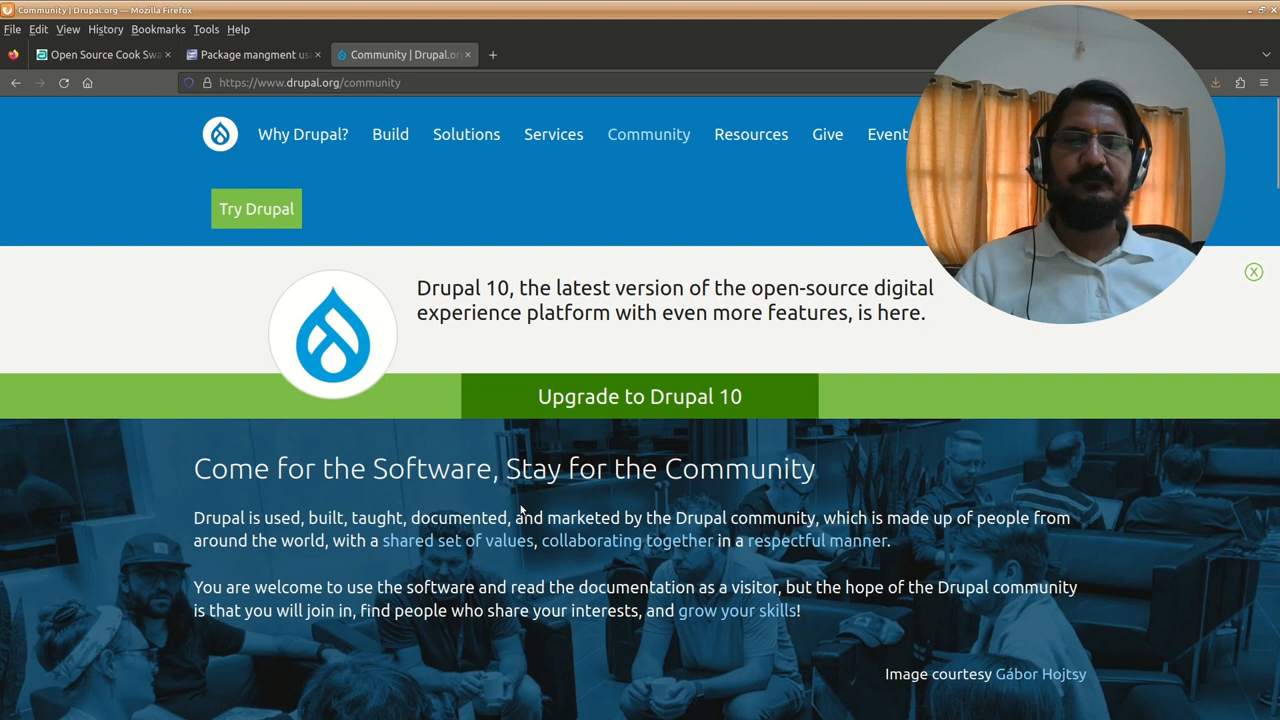 Community | Drupal.org — Mozilla Firefox
File Edit View History Bookmarks Tools Help
Open Source Cook Swa
Package mangment us
Community | Drupal.or
https://www.drupal.org/community
Why Drupal? Build Solutions Services Community Resources Give Event
Try Drupal
Drupal 10, the latest version of the open-source digital
experience platform with even more features, is here.
Upgrade to Drupal 10
Come for the Software, Stay for the Community
Drupal is used, built, taught, documented, and marketed by the Drupal community, which is made up of people from
around the world, with a shared set of values, collaborating together in a respectful manner.
You are welcome to use the software and read the documentation as a visitor, but the hope of the Drupal community
is that you will join in, find people who share your interests, and grow your skills!
Image courtesy Gábor Hojtsy